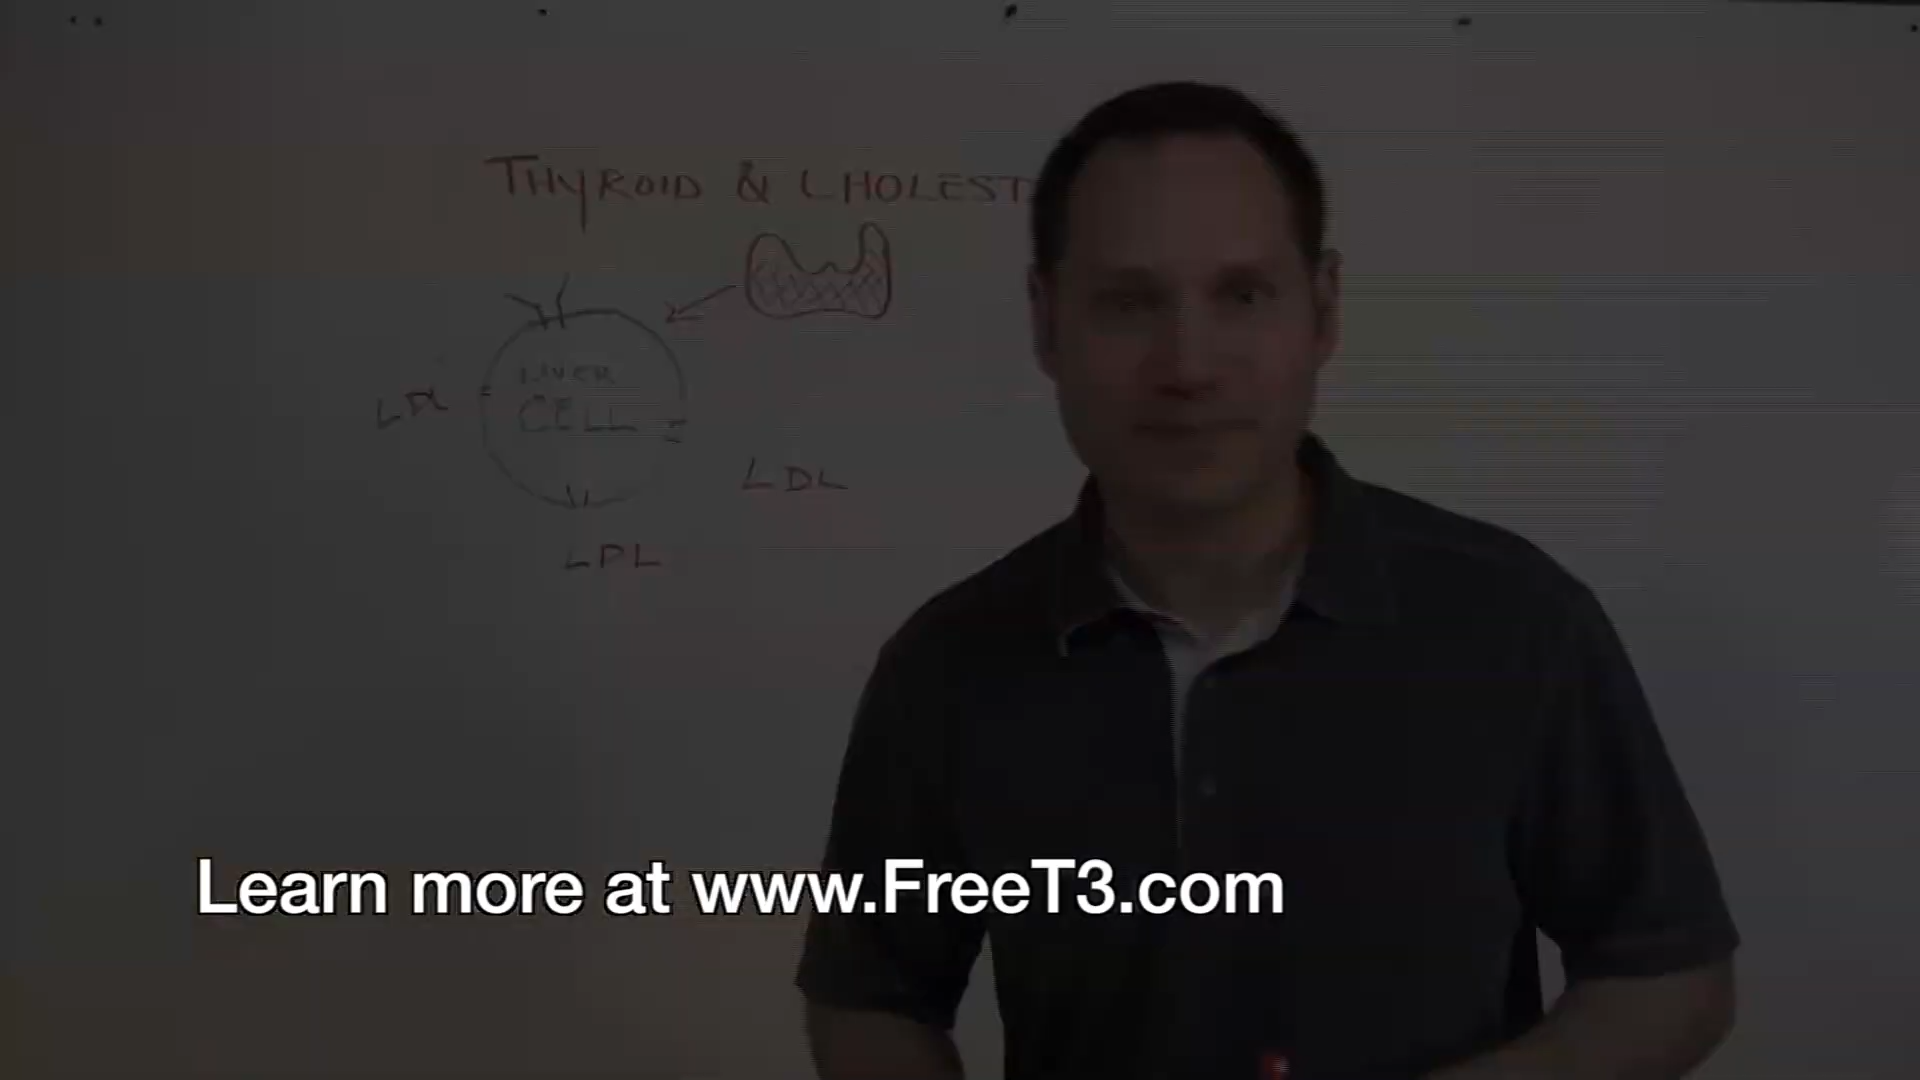 THYROID & CHOLEST
LIVER
CELL
LDL
LDL
LDL
Learn more at www.FreeT3.com